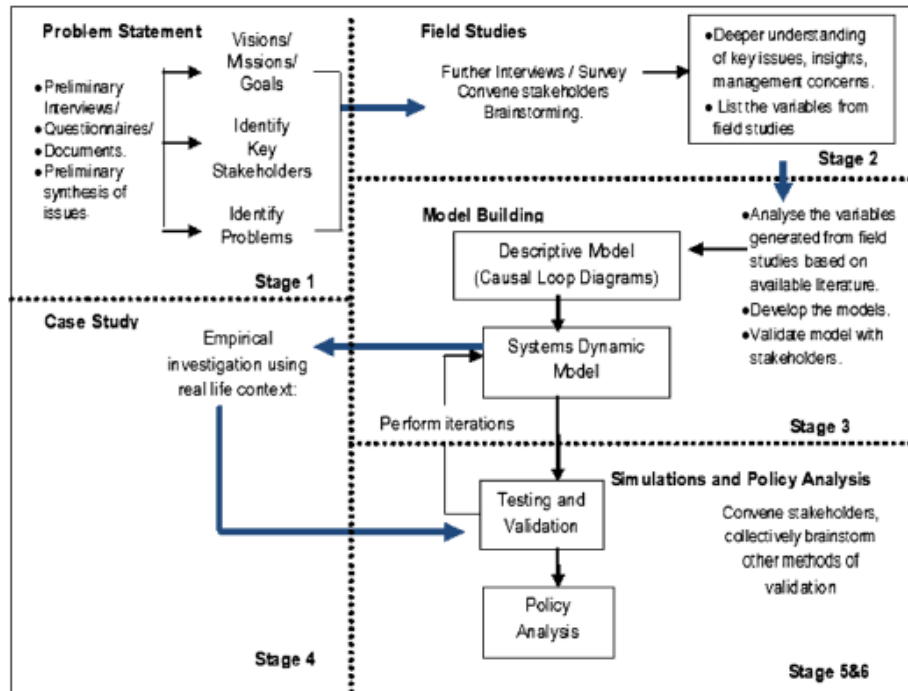 Problem Statement
●Preliminary
Interviews/
●Questionnaires/
●Documents.
●Preliminary
synthesis of
issues.
Visions/
Missions/
Goals
Identify
Key
Stakeholders
Identify
Problems
Stage 1
Field Studies
Further Interviews / Survey
Convene stakeholders
Brainstorming.
●Deeper understanding
of key issues, insights,
management concerns.
● List the variables from
field studies
Stage 2
Model Building
Descriptive Model
(Causal Loop Diagrams)
Systems Dynamic
Model
●Analyse the variables
generated from field
studies based on
available literature.
●Develop the models.
●Validate model with
stakeholders.
Stage 3
Case Study
Empirical
investigation using
real life context:
Perform iterations
Stage 4
Simulations and Policy Analysis
Testing and
Validation
Policy
Analysis
Convene stakeholders,
collectively brainstorm
other methods of
validation
Stage 5&6